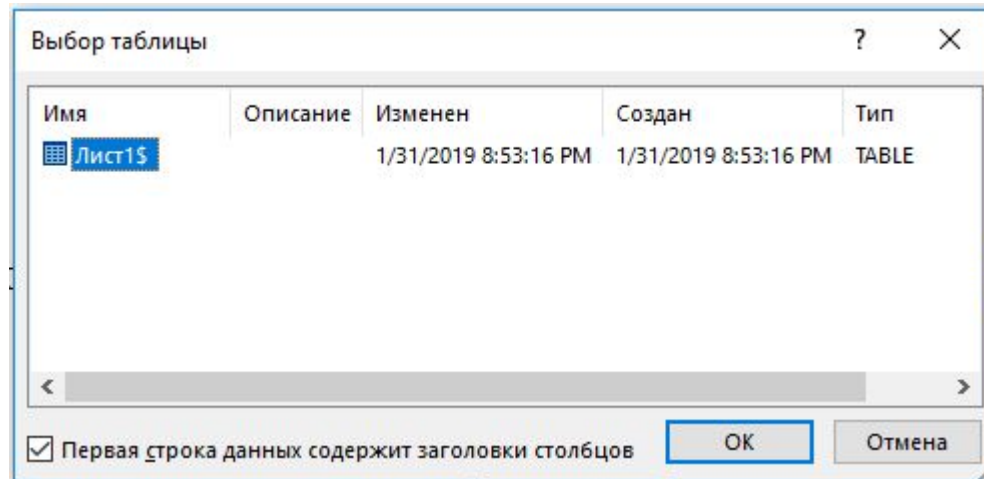 Выбор таблицы ?
Имя Описание Изменен Создан Тип
Лист1$ 1/31/2019 8:53:16 PM 1/31/2019 8:53:16 PM TABLE
Первая строка данных содержит заголовки столбцов ОК Отмена